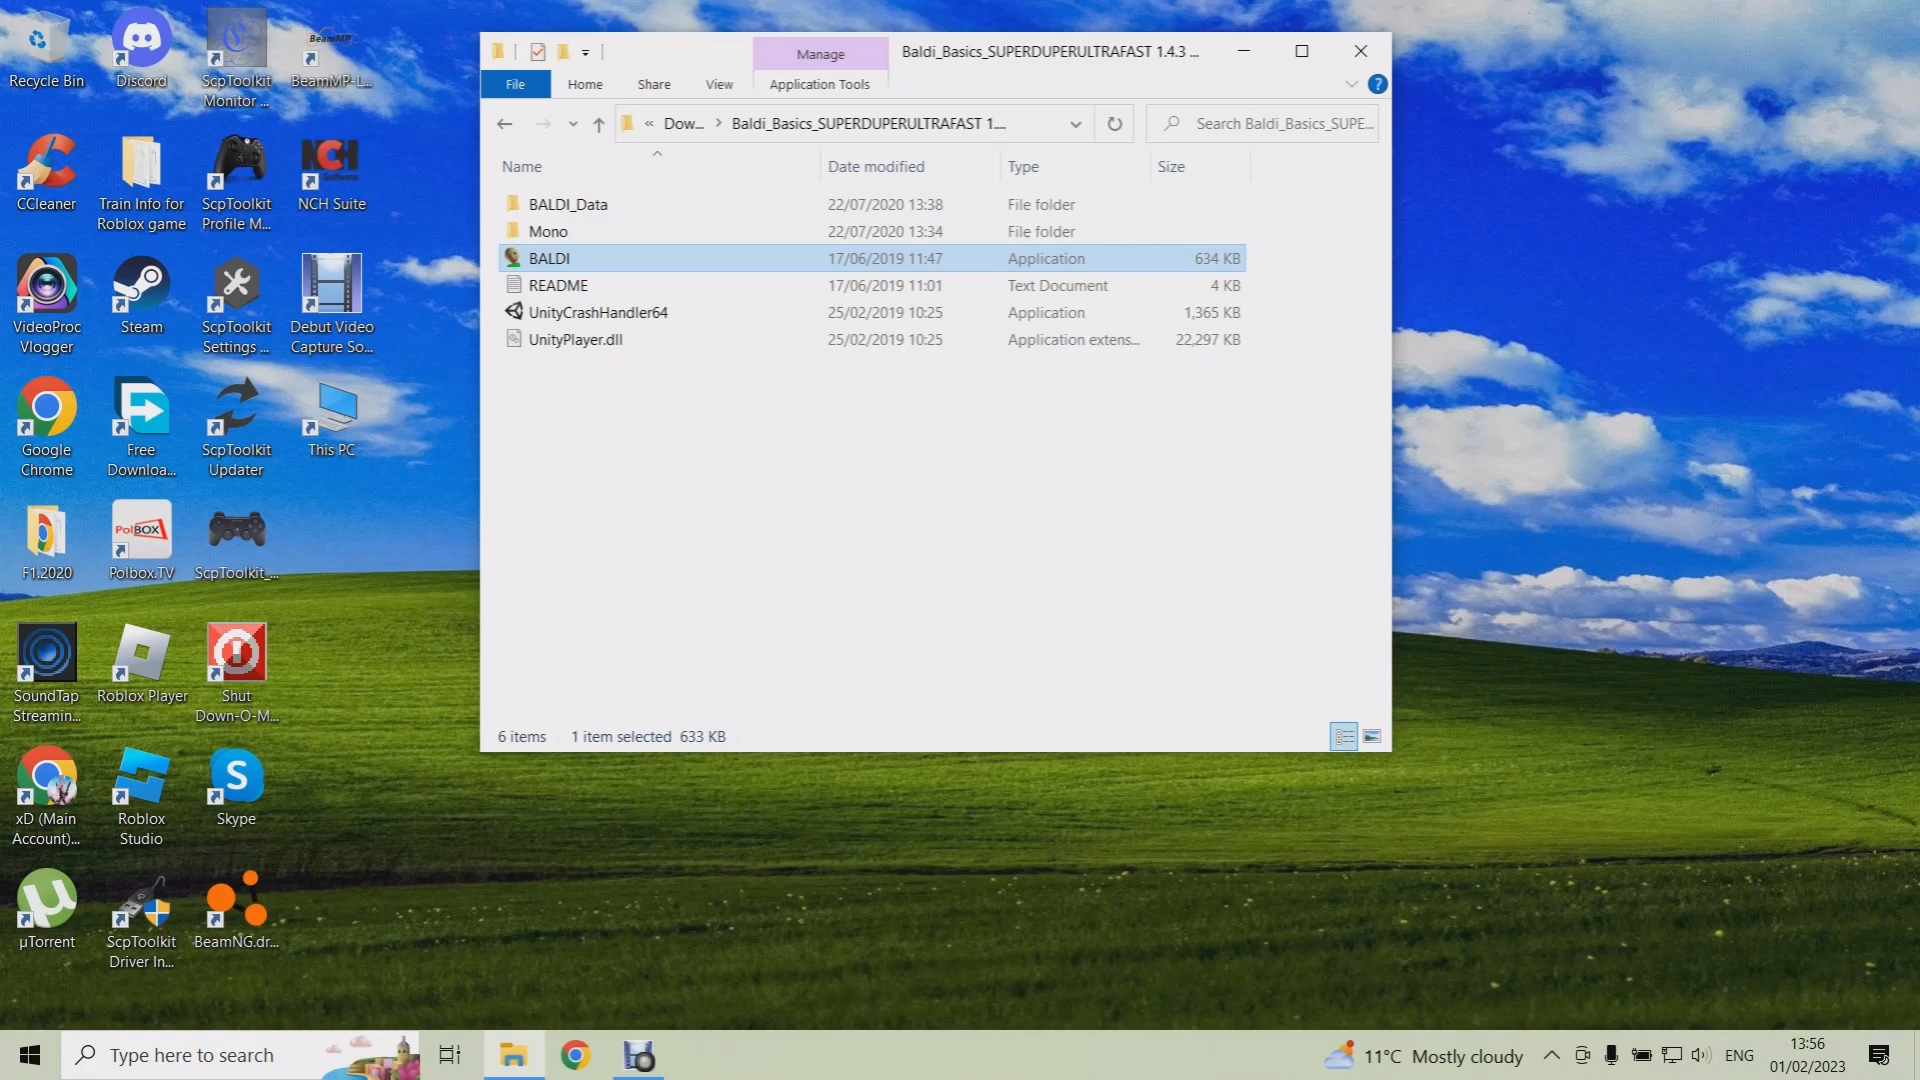 Recycle Bin
Discord
ScpToolkit
Monitor ...
BeamMP
BeamMP-L...
CCleaner
Train Info for
Roblox game
ScpToolkit
Profile M...
NCH
Software
NCH Suite
VideoProc
Vlogger
Steam
ScpToolkit
Settings ...
Debut Video
Capture So...
Google
Chrome
Free
Downloa...
ScpToolkit
Updater
This PC
F1.2020
PolBOX
Polbox.TV
ScpToolkit_...
SoundTap
Streamin...
Roblox Player
Shut
Down-O-M...
xD (Main
Account)...
Roblox
Studio
Skype
µTorrent
ScpToolkit
Driver In...
BeamNG.dr...
Manage
Baldi_Basics_SUPERDUPERULTRAFAST 1.4.3 ...
File
Home
Share
View
Application Tools
« Dow... > Baldi_Basics_SUPERDUPERULTRAFAST 1....
Search Baldi_Basics_SUPE...
Name Date modified Type Size
BALDI_Data 22/07/2020 13:38 File folder
Mono 22/07/2020 13:34 File folder
BALDI 17/06/2019 11:47 Application 634 KB
README 17/06/2019 11:01 Text Document 4 KB
UnityCrashHandler64 25/02/2019 10:25 Application 1,365 KB
UnityPlayer.dll 25/02/2019 10:25 Application extens... 22,297 KB
6 items 1 item selected 633 KB
Type here to search
11°C Mostly cloudy
ENG
13:56
01/02/2023